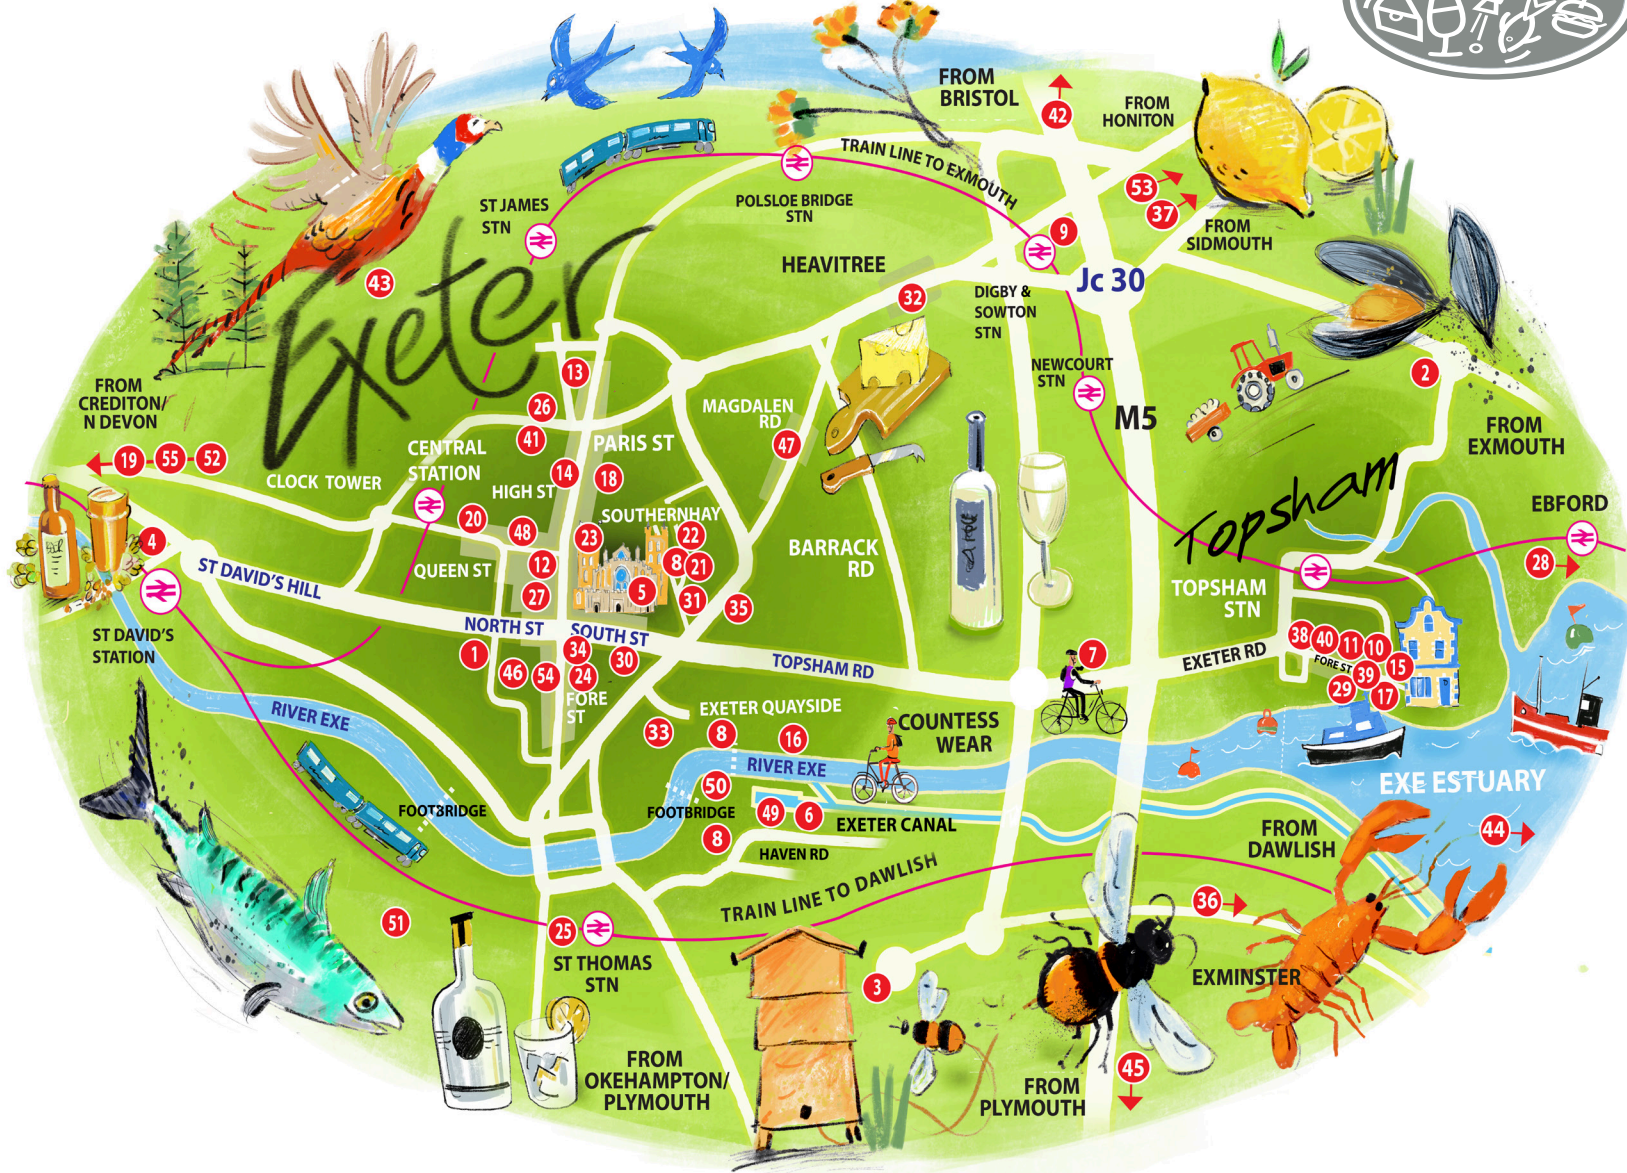 FROM
BRISTOL
42
FROM
HONITON
TRAIN LINE TO EXMOUTH
53
37
FROM
SIDMOUTH
ST JAMES
STN
POLSLOE BRIDGE
STN
9
HEAVITREE
Jc 30
43
Exeter
32
DIGBY &
SOWTON
STN
NEWCOURT
STN
2
13
FROM
CREDITON/
N DEVON
26
MAGDALEN
RD
M5
FROM
EXMOUTH
41
PARIS ST
47
CENTRAL
STATION
19
55
52
CLOCK TOWER
14
18
HIGH ST
Topsham
EBFORD
20
48
SOUTHERNHAY
23
22
4
BARRACK
RD
28
12
8
21
QUEEN ST
ST DAVID'S HILL
5
TOPSHAM
STN
27
31
35
NORTH ST
SOUTH ST
ST DAVID'S
STATION
1
34
30
TOPSHAM RD
7
EXETER RD
38
40
11
10
FORE ST
15
39
29
17
46
54
24
FORE
ST
RIVER EXE
EXETER QUAYSIDE
33
8
16
COUNTESS
WEAR
RIVER EXE
EXE ESTUARY
50
FOOTBRIDGE
FOOTBRIDGE
49
6
EXETER CANAL
8
HAVEN RD
FROM
DAWLISH
44
TRAIN LINE TO DAWLISH
36
51
25
ST THOMAS
STN
EXMINSTER
3
FROM
OKEHAMPTON/
PLYMOUTH
FROM
PLYMOUTH
45